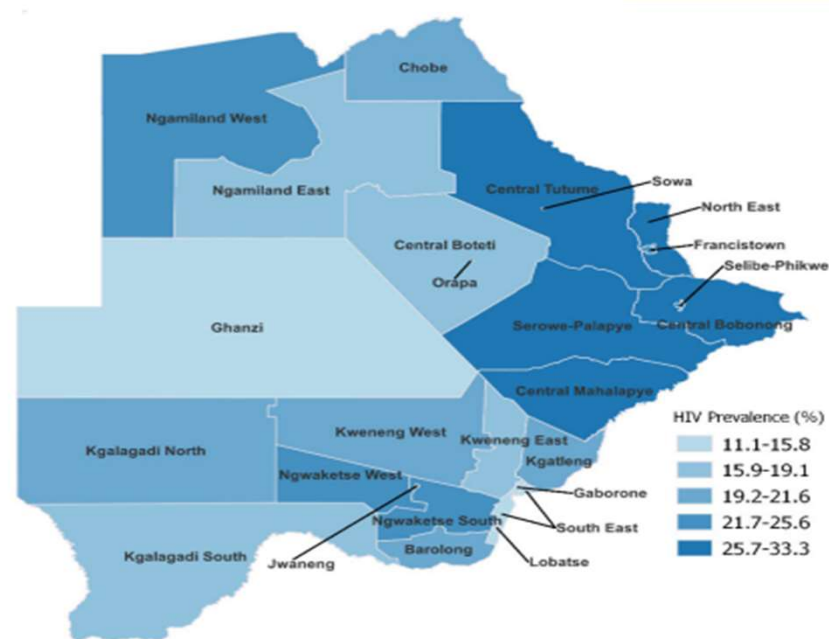 Chobe
Ngamiland West
Ngamiland East
Central Tutume
Sowa
North East
Francistown
Selibe-Phikwe
Central Boteti
Orapa
Ghanzi
Serowe-Palapye
Central Bobonong
Central Mahalapye
Kgalagadi North
Kweneng West
Kweneng East
Kgatleng
Ngwaketse West
Gaborone
Ngwaketse South
South East
Kgalagadi South
Jwaneng
Barolong
Lobatse
HIV Prevalence (%)
11.1-15.8
15.9-19.1
19.2-21.6
21.7-25.6
25.7-33.3